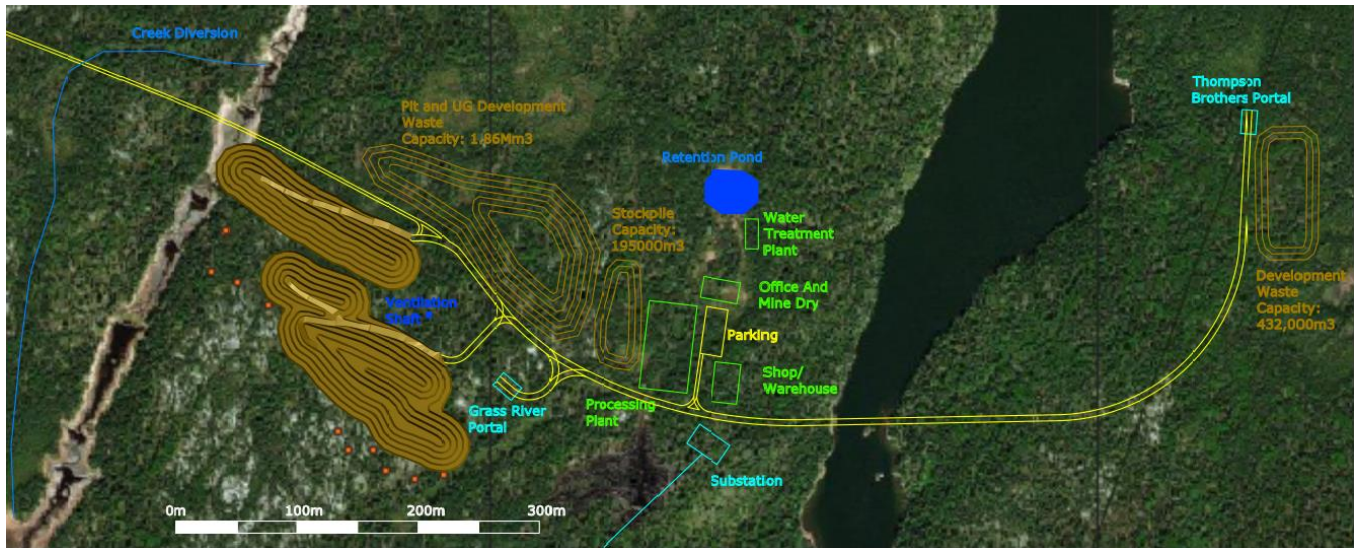 Creek Diversion
Thompson
Brothers Portal
Pit and UG Development
Waste
Capacity: 1.86Mm3
Retention Pond
Stockpile
Capacity:
195000m3
Water
Treatment
Plant
Development
Waste
Capacity:
432,000m3
Office And
Mine Dry
Ventilation
Shaft
Parking
Shop/
Warehouse
Grass River
Portal
Processing
Plant
Substation
0m 100m 200m 300m